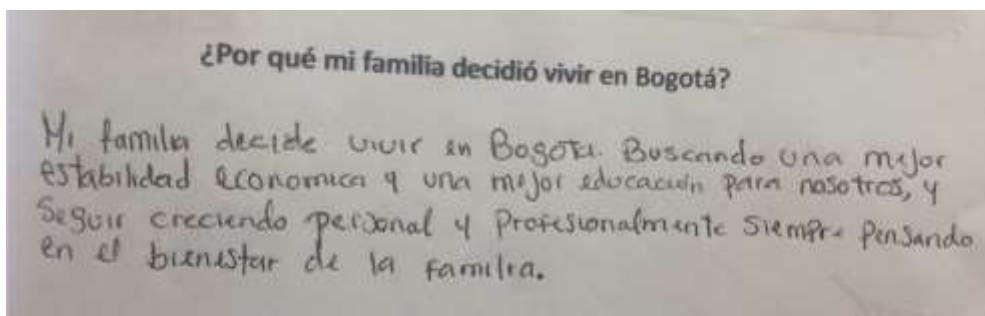 ¿Por qué mi familia decidió vivir en Bogotá?
Mi familia decide vivir en Bogota. Buscando una mejor
estabilidad economica y una mejor educación para nosotros, y
Seguir creciendo personal y Profesionalmente siempre Pensando
en el bienestar de la familia.